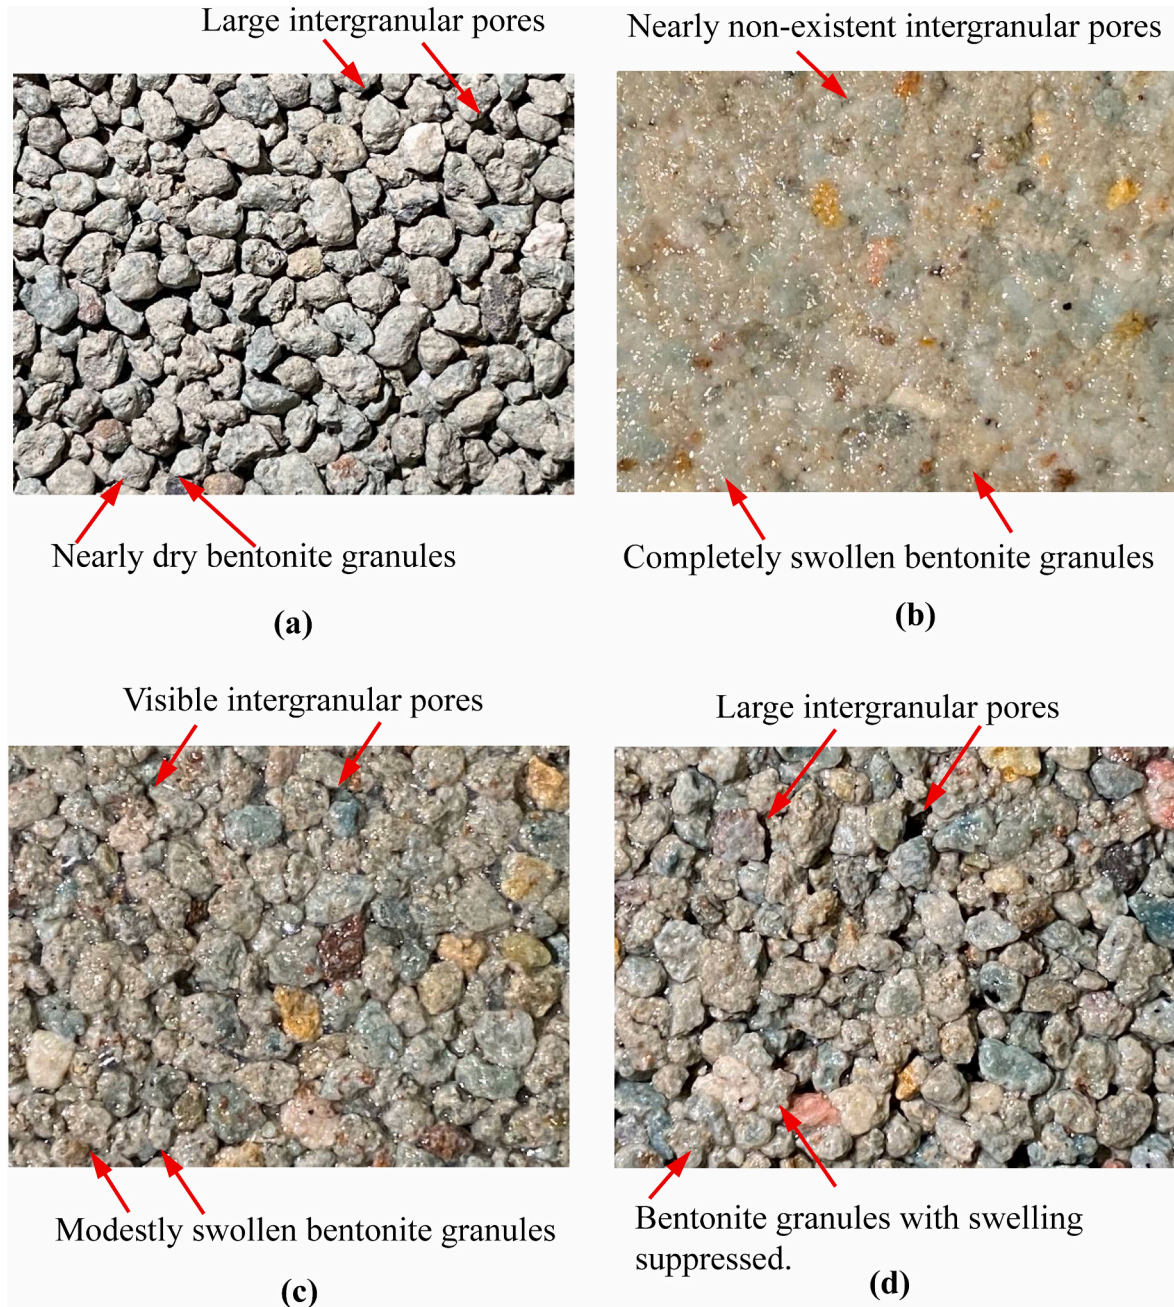 Large intergranular pores
Nearly non-existent intergranular pores
Nearly dry bentonite granules
Completely swollen bentonite granules
(a)
(b)
Visible intergranular pores
Large intergranular pores
Modestly swollen bentonite granules
Bentonite granules with swelling
suppressed.
(c)
(d)